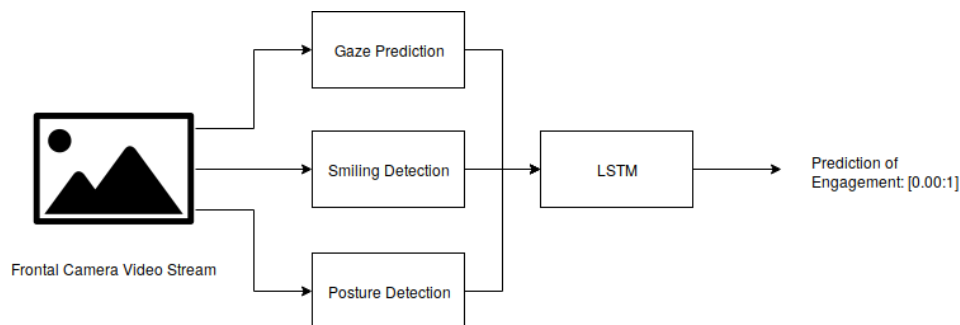 Gaze Prediction
Smiling Detection
LSTM
Prediction of
Engagement: [0.00:1]
Frontal Camera Video Stream
Posture Detection